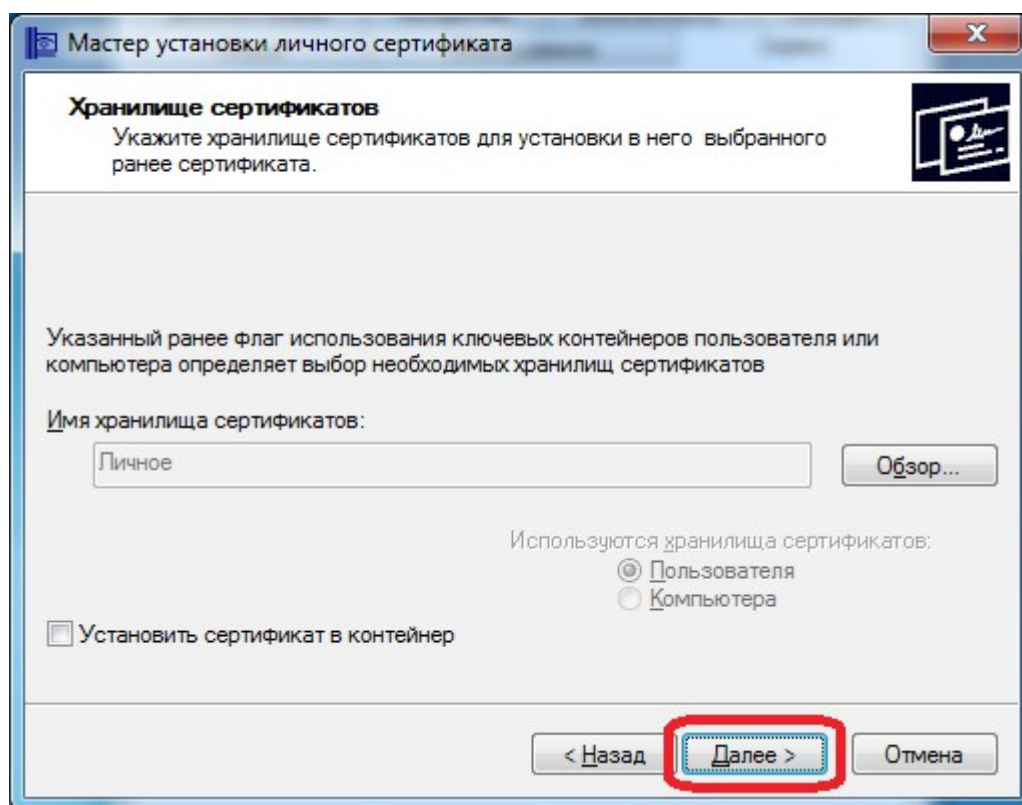 Мастер установки личного сертификата
Хранилище сертификатов
Укажите хранилище сертификатов для установки в него выбранного
ранее сертификата.
Указанный ранее флаг использования ключевых контейнеров пользователя или
компьютера определяет выбор необходимых хранилищ сертификатов
Имя хранилища сертификатов:
Личное
Обзор...
Используются хранилища сертификатов:
Пользователя
Компьютера
Установить сертификат в контейнер
< Назад
Далее >
Отмена